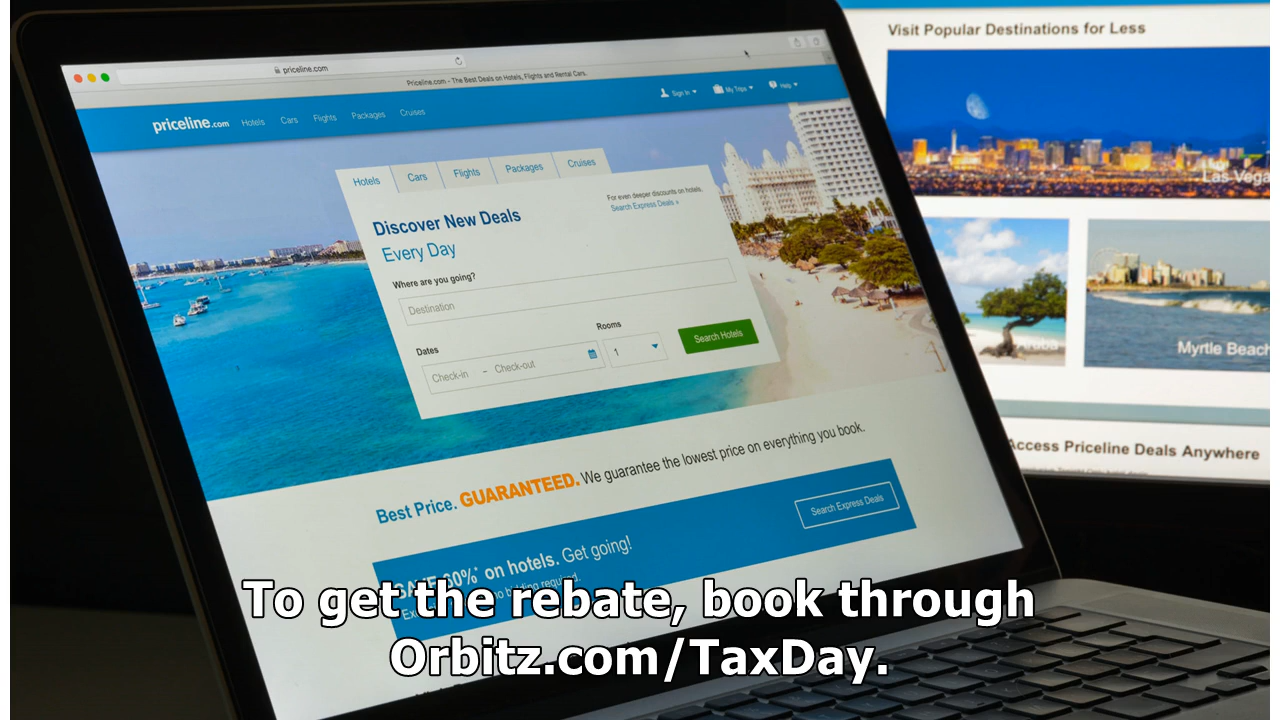 priceline.com
Priceline.com - The Best Deals on Hotels, Flights and Rental Cars.
priceline.com Hotels Cars Flights Packages Cruises
Sign In My Trips Help
Hotels Cars Flights Packages Cruises
For even deeper discounts on hotels,
Search Express Deals »
Discover New Deals
Every Day
Where are you going?
Destination
Dates
Rooms
Check-in - Check-out
1
Search Hotels
Best Price. GUARANTEED. We guarantee the lowest price on everything you book.
60%* on hotels. Get going!
Search Express Deals
required.
Visit Popular Destinations for Less
Las Vega
Aruba
Myrtle Beach
Access Priceline Deals Anywhere
To get the rebate, book through
Orbitz.com/TaxDay.